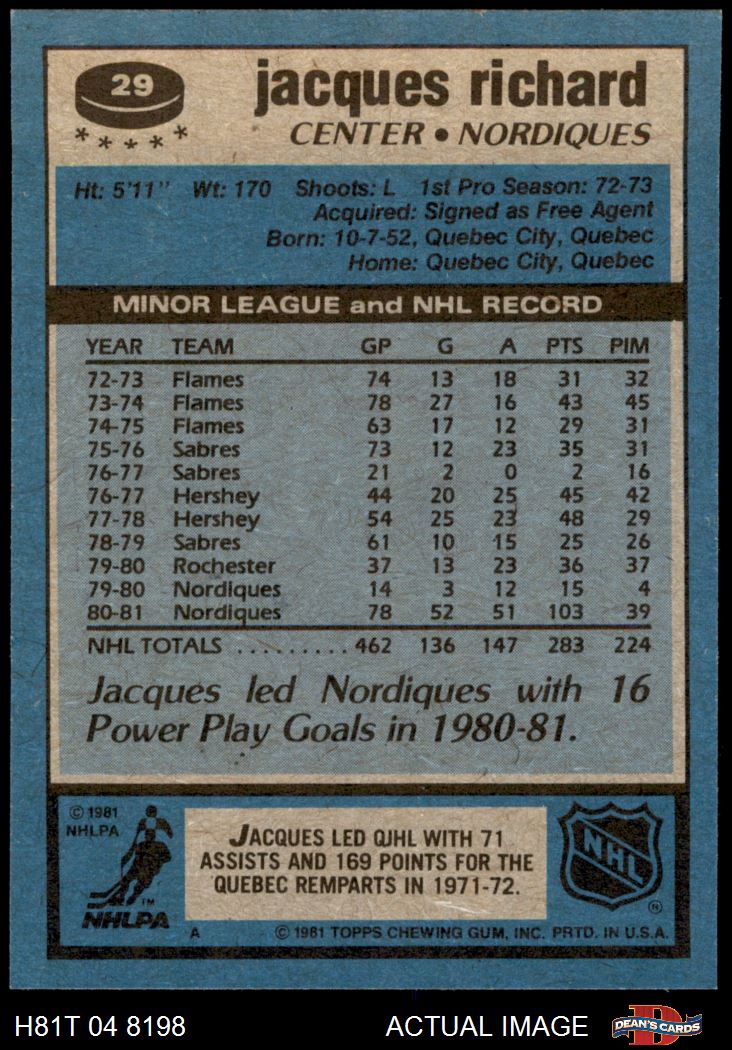 29
jacques richard
CENTER • NORDIQUES
Ht: 5'11" Wt: 170 Shoots: L 1st Pro Season: 72-73
Acquired: Signed as Free Agent
Born: 10-7-52, Quebec City, Quebec
Home: Quebec City, Quebec
MINOR LEAGUE and NHL RECORD
YEAR TEAM GP G A PTS PIM
72-73 Flames 74 13 18 31 32
73-74 Flames 78 27 16 43 45
74-75 Flames 63 17 12 29 31
75-76 Sabres 73 12 23 35 31
76-77 Sabres 21 2 0 2 16
76-77 Hershey 44 20 25 45 42
77-78 Hershey 54 25 23 48 29
78-79 Sabres 61 10 15 25 26
79-80 Rochester 37 13 23 36 37
79-80 Nordiques 14 3 12 15 4
80-81 Nordiques 78 52 51 103 39
NHL TOTALS ......... 462 136 147 283 224
Jacques led Nordiques with 16
Power Play Goals in 1980-81.
© 1981
NHLPA
TM
NHLPA
JACQUES LED QJHL WITH 71
ASSISTS AND 169 POINTS FOR THE
QUEBEC REMPARTS IN 1971-72.
NHL
®
A © 1981 TOPPS CHEWING GUM, INC. PRTD. IN U.S.A.
H81T 04 8198 ACTUAL IMAGE
D
DEAN'S CARDS